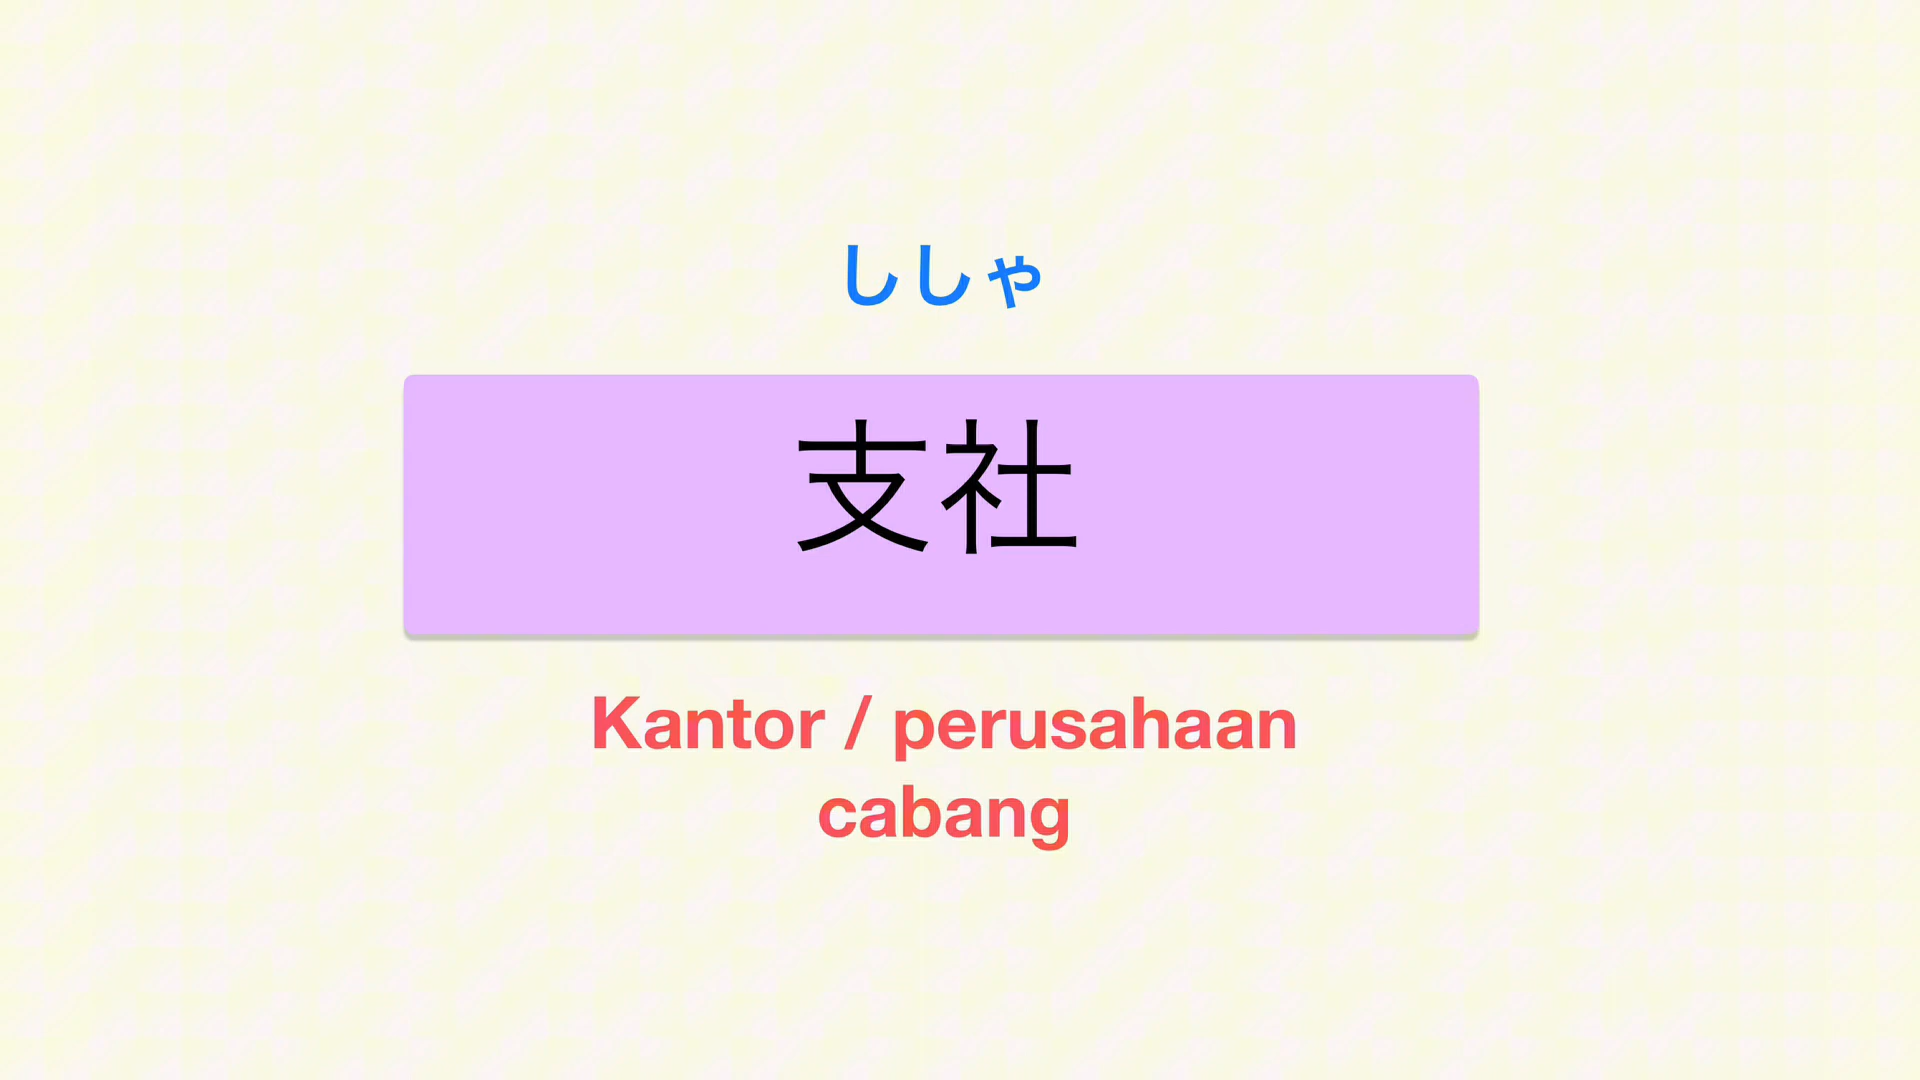 ししゃ
支社
Kantor / perusahaan
cabang